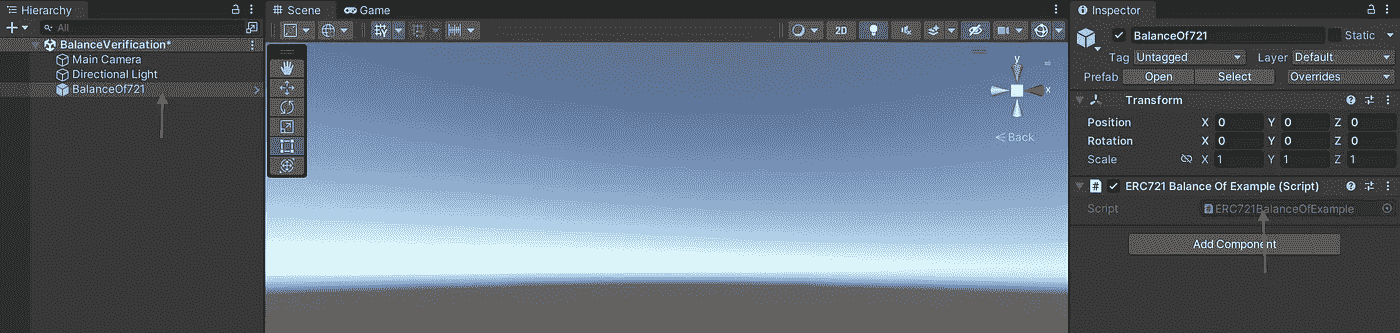 Hierarchy
All
BalanceVerification*
Main Camera
Directional Light
BalanceOf721
Scene
Game
2D
y
x
Back
Inspector
BalanceOf721
Static
Tag Untagged Layer Default
Prefab Open Select Overrides
Transform
Position X 0 Y 0 Z 0
Rotation X 0 Y 0 Z 0
Scale X 1 Y 1 Z 1
# ERC721 Balance Of Example (Script)
Script ERC721BalanceOfExample
Add Component